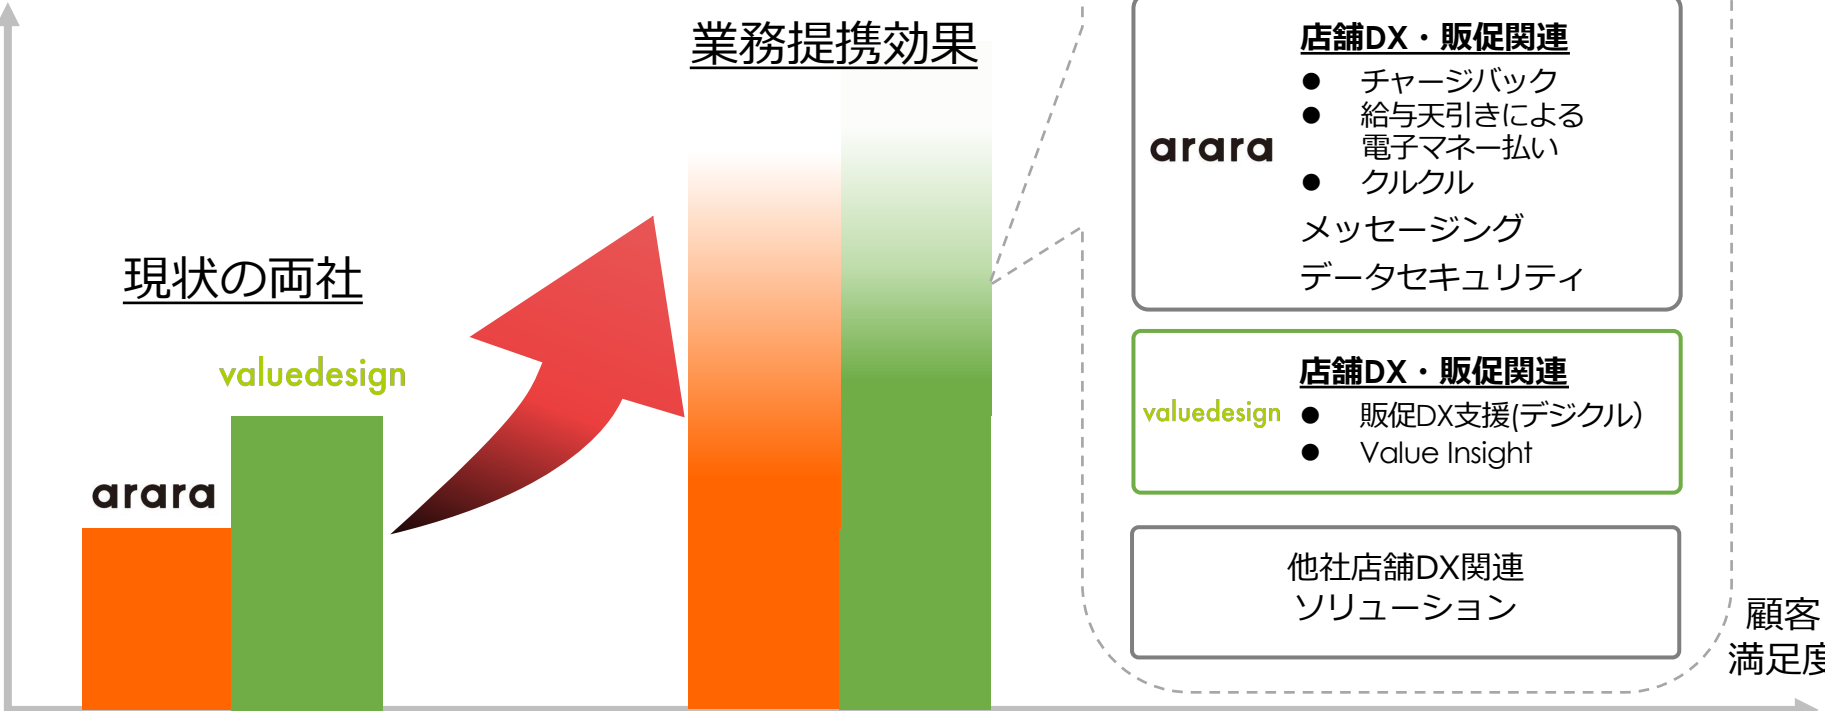 業務提携効果
現状の両社
valuedesign
arara
arara
店舗DX・販促関連
● チャージバック
● 給与天引きによる
電子マネー払い
● クルクル
メッセージング
データセキュリティ
valuedesign
店舗DX・販促関連
● 販促DX支援(デジクル)
● Value Insight
他社店舗DX関連
ソリューション
顧客
満足度